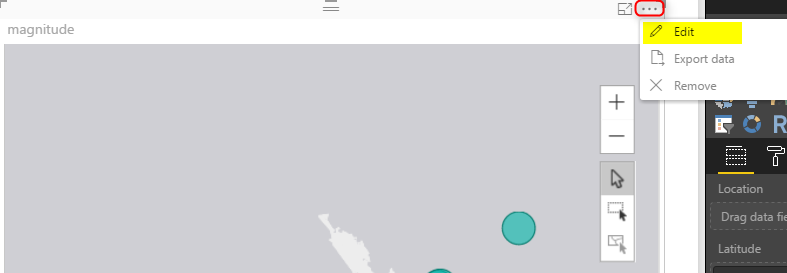 magnitude
Edit
Export data
Remove
R
Location
Drag data fie
Latitude